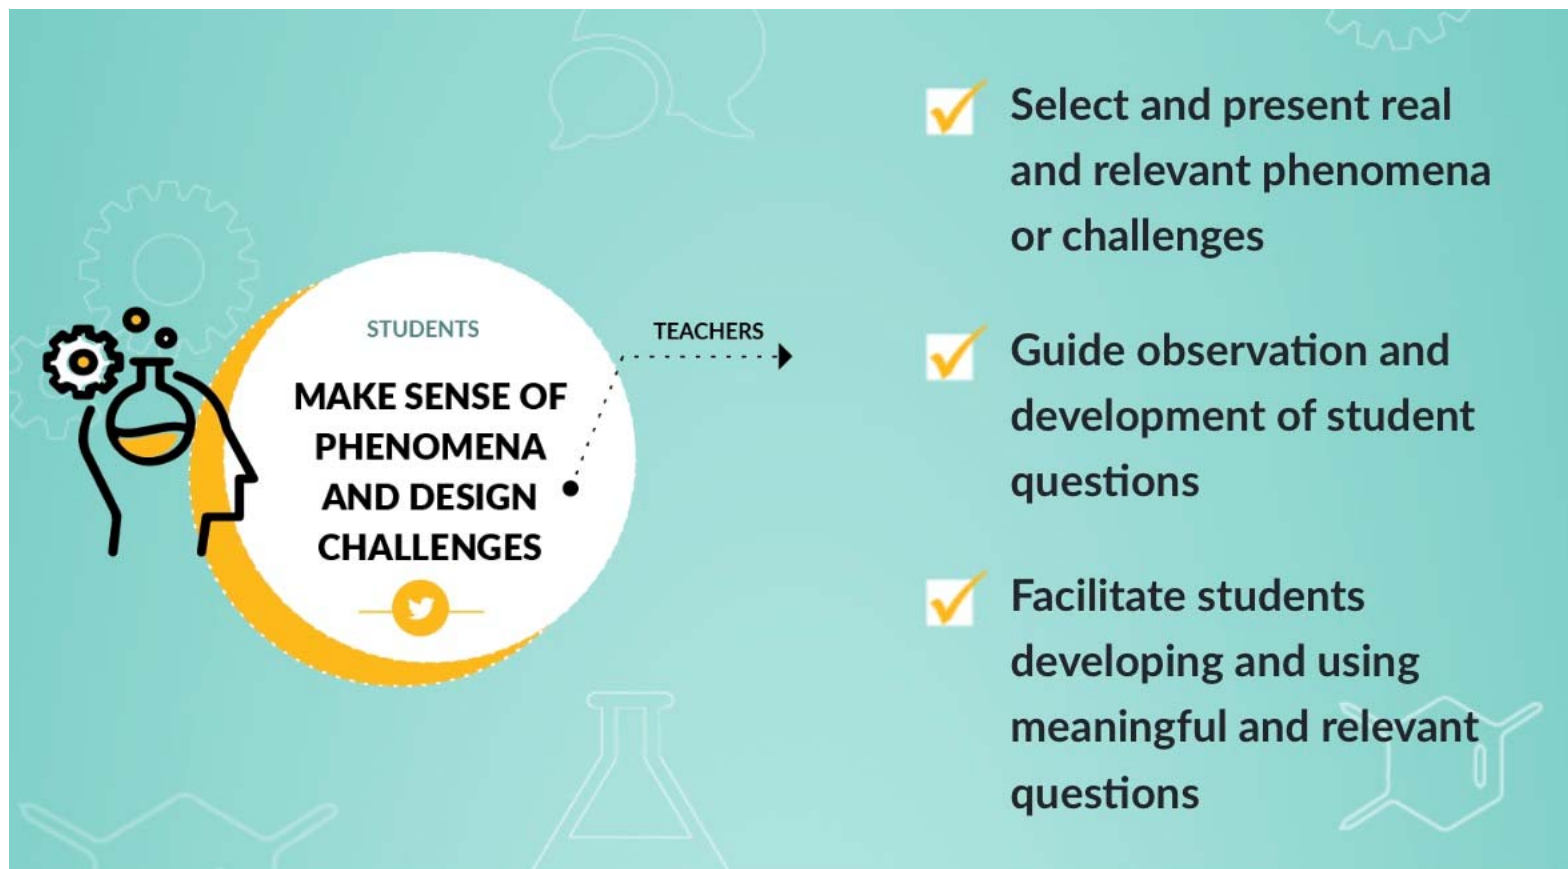 STUDENTS
MAKE SENSE OF
PHENOMENA
AND DESIGN
CHALLENGES
TEACHERS
Select and present real
and relevant phenomena
or challenges
Guide observation and
development of student
questions
Facilitate students
developing and using
meaningful and relevant
questions